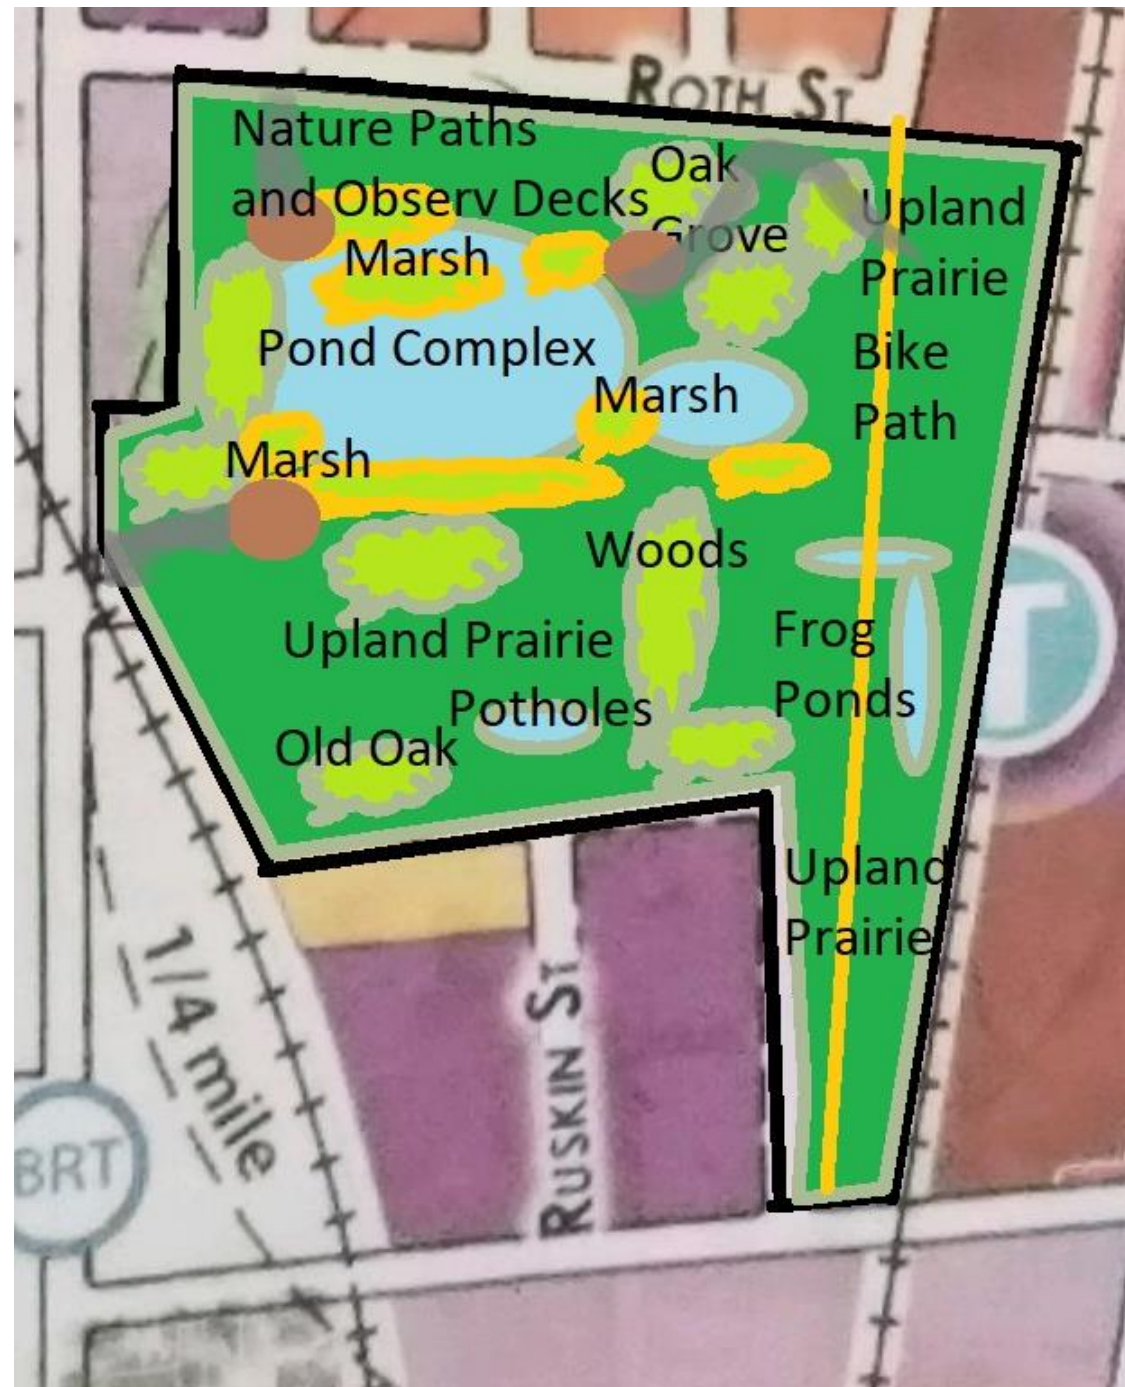 ROTH ST.
Nature Paths
and Observ Decks
Oak
Grove
Upland
Prairie
Marsh
Pond Complex
Bike
Path
Marsh
Marsh
Woods
Upland Prairie
Frog
Ponds
Potholes
Old Oak
T
Upland
Prairie
1/4 mile
RUSKIN ST
BRT